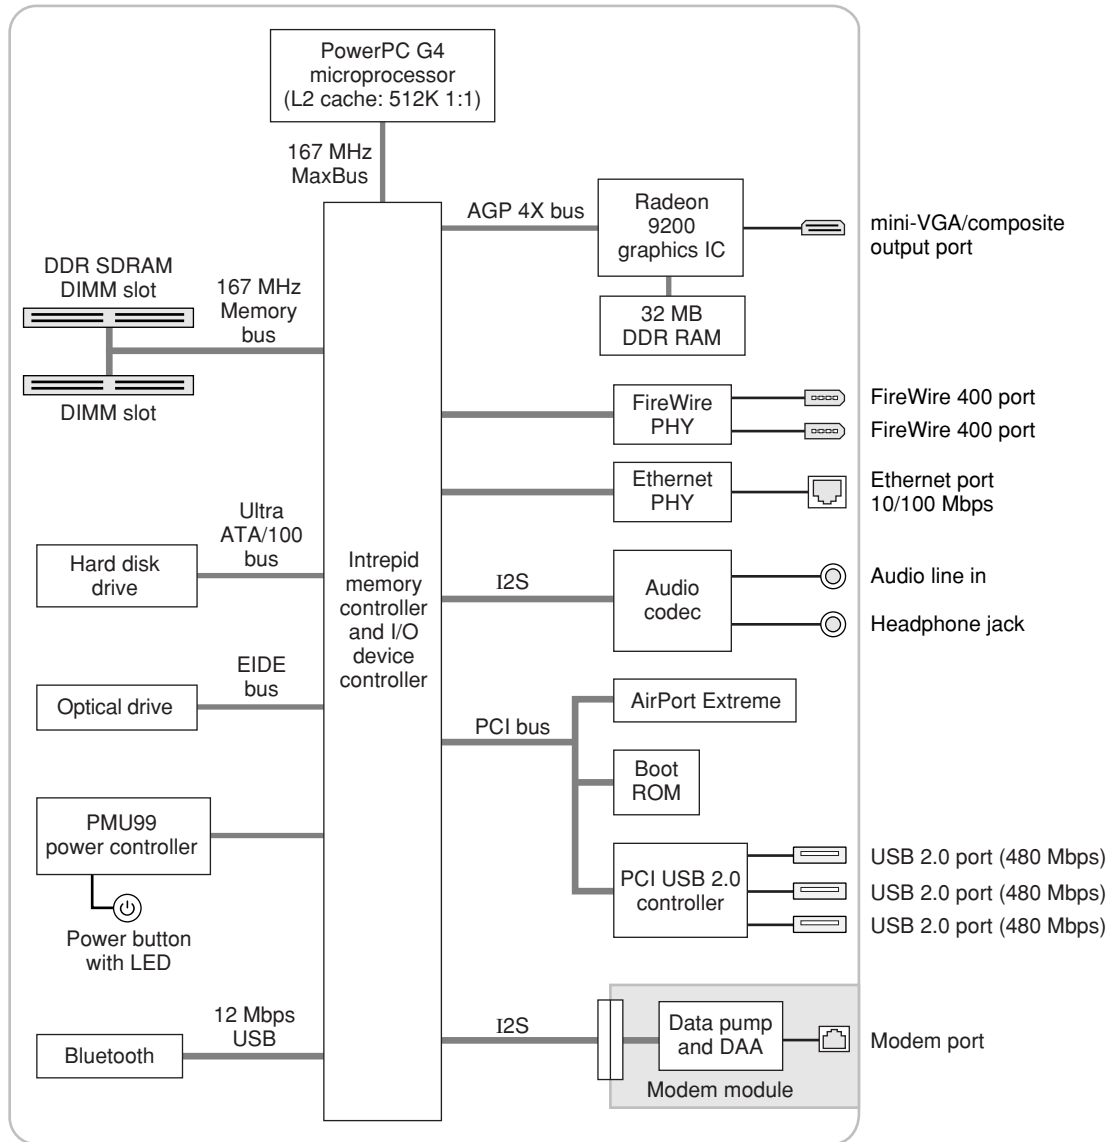 PowerPC G4
microprocessor
(L2 cache: 512K 1:1)
167 MHz
MaxBus
AGP 4X bus
Radeon
9200
graphics IC
mini-VGA/composite
output port
32 MB
DDR RAM
DDR SDRAM
DIMM slot
167 MHz
Memory
bus
DIMM slot
FireWire
PHY
FireWire 400 port
FireWire 400 port
Ethernet
PHY
Ethernet port
10/100 Mbps
Ultra
ATA/100
bus
Hard disk
drive
Intrepid
memory
controller
and I/O
device
controller
I2S
Audio
codec
Audio line in
Headphone jack
EIDE
bus
Optical drive
PCI bus
AirPort Extreme
Boot
ROM
PMU99
power controller
Power button
with LED
PCI USB 2.0
controller
USB 2.0 port (480 Mbps)
USB 2.0 port (480 Mbps)
USB 2.0 port (480 Mbps)
12 Mbps
USB
Bluetooth
I2S
Data pump
and DAA
Modem module
Modem port